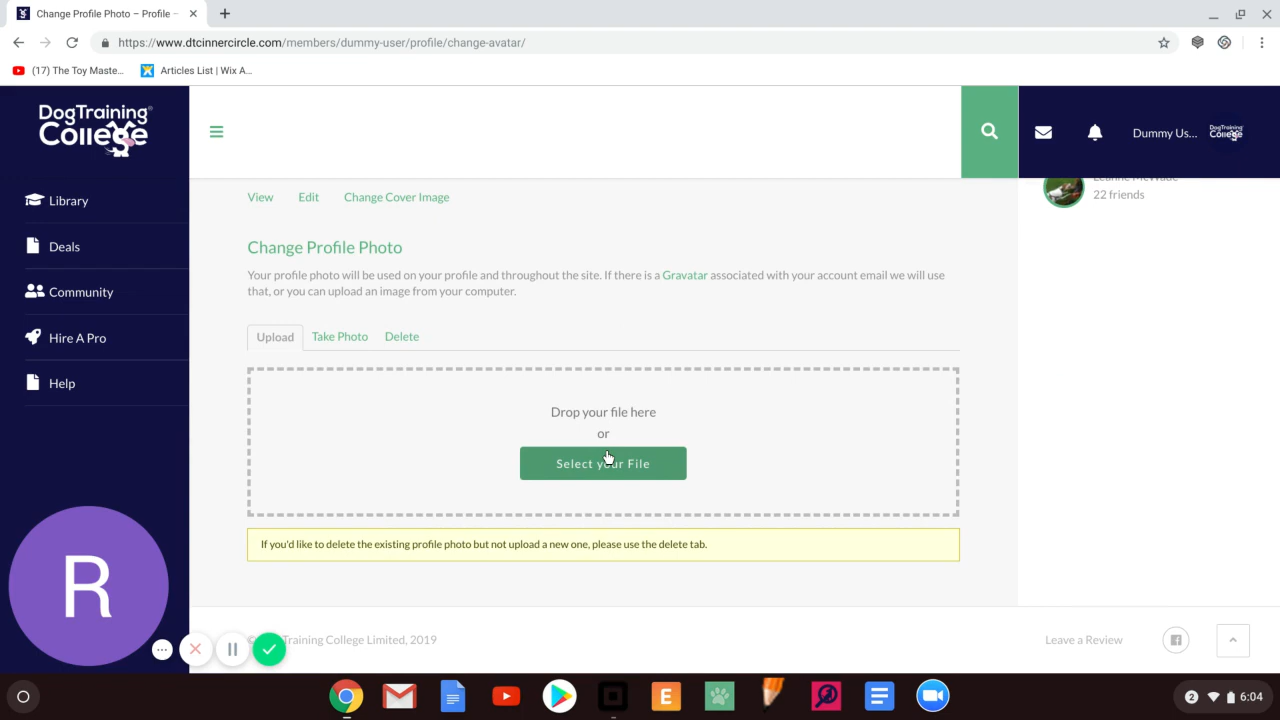 Change Profile Photo – Profile –
https://www.dtcinnercircle.com/members/dummy-user/profile/change-avatar/
(17) The Toy Maste...
Articles List | Wix A...
DogTraining
College
Dummy Us...
DogTraining
College
Library
Deals
Community
Hire A Pro
Help
View Edit Change Cover Image
22 friends
Change Profile Photo
Your profile photo will be used on your profile and throughout the site. If there is a Gravatar associated with your account email we will use
that, or you can upload an image from your computer.
Upload Take Photo Delete
Drop your file here
or
Select your File
If you'd like to delete the existing profile photo but not upload a new one, please use the delete tab.
R
Training College Limited, 2019
Leave a Review
E
2 6:04